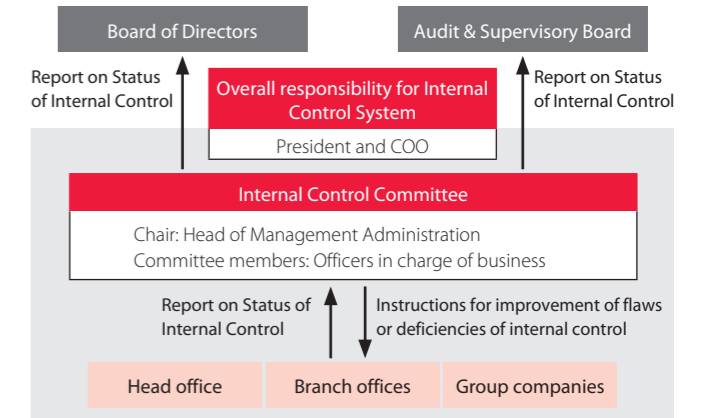 Board of Directors
Audit & Supervisory Board
Report on Status
of Internal Control
Overall responsibility for Internal
Control System
President and COO
Report on Status
of Internal Control
Internal Control Committee
Chair: Head of Management Administration
Committee members: Officers in charge of business
Report on Status of
Internal Control
Instructions for improvement of flaws
or deficiencies of internal control
Head office
Branch offices
Group companies